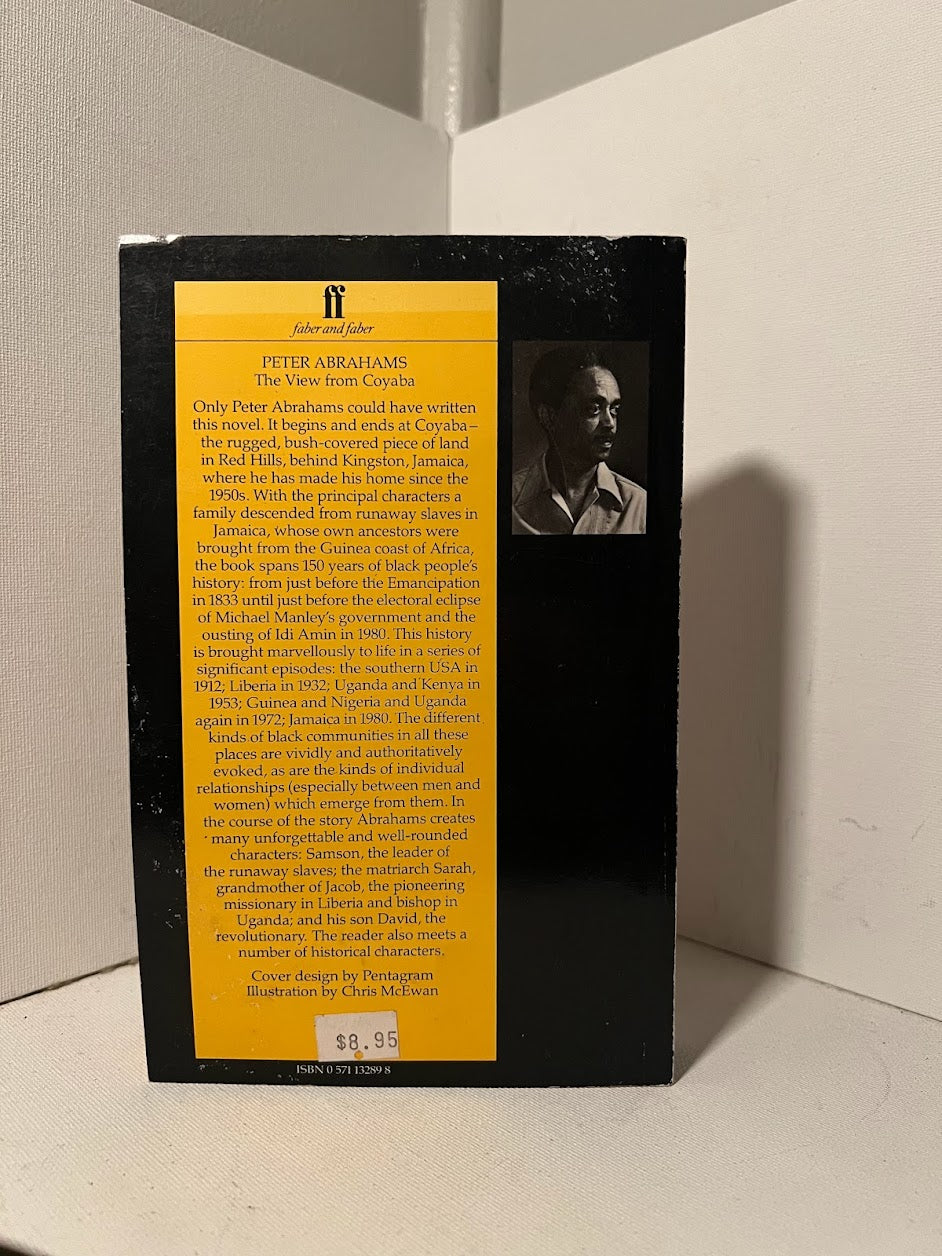 ff
faber and faber
PETER ABRAHAMS
The View from Coyaba
Only Peter Abrahams could have written
this novel. It begins and ends at Coyaba–
the rugged, bush-covered piece of land
in Red Hills, behind Kingston, Jamaica,
where he has made his home since the
1950s. With the principal characters a
family descended from runaway slaves in
Jamaica, whose own ancestors were
brought from the Guinea coast of Africa,
the book spans 150 years of black people's
history: from just before the Emancipation
in 1833 until just before the electoral eclipse
of Michael Manley's government and the
ousting of Idi Amin in 1980. This history
is brought marvellously to life in a series of
significant episodes: the southern USA in
1912; Liberia in 1932; Uganda and Kenya in
1953; Guinea and Nigeria and Uganda
again in 1972; Jamaica in 1980. The different
kinds of black communities in all these
places are vividly and authoritatively
evoked, as are the kinds of individual
relationships (especially between men and
women) which emerge from them. In
the course of the story Abrahams creates
many unforgettable and well-rounded
characters: Samson, the leader of
the runaway slaves; the matriarch Sarah,
grandmother of Jacob, the pioneering
missionary in Liberia and bishop in
Uganda; and his son David, the
revolutionary. The reader also meets a
number of historical characters.
Cover design by Pentagram
Illustration by Chris McEwan
$8.95
ISBN 0 571 13289 8